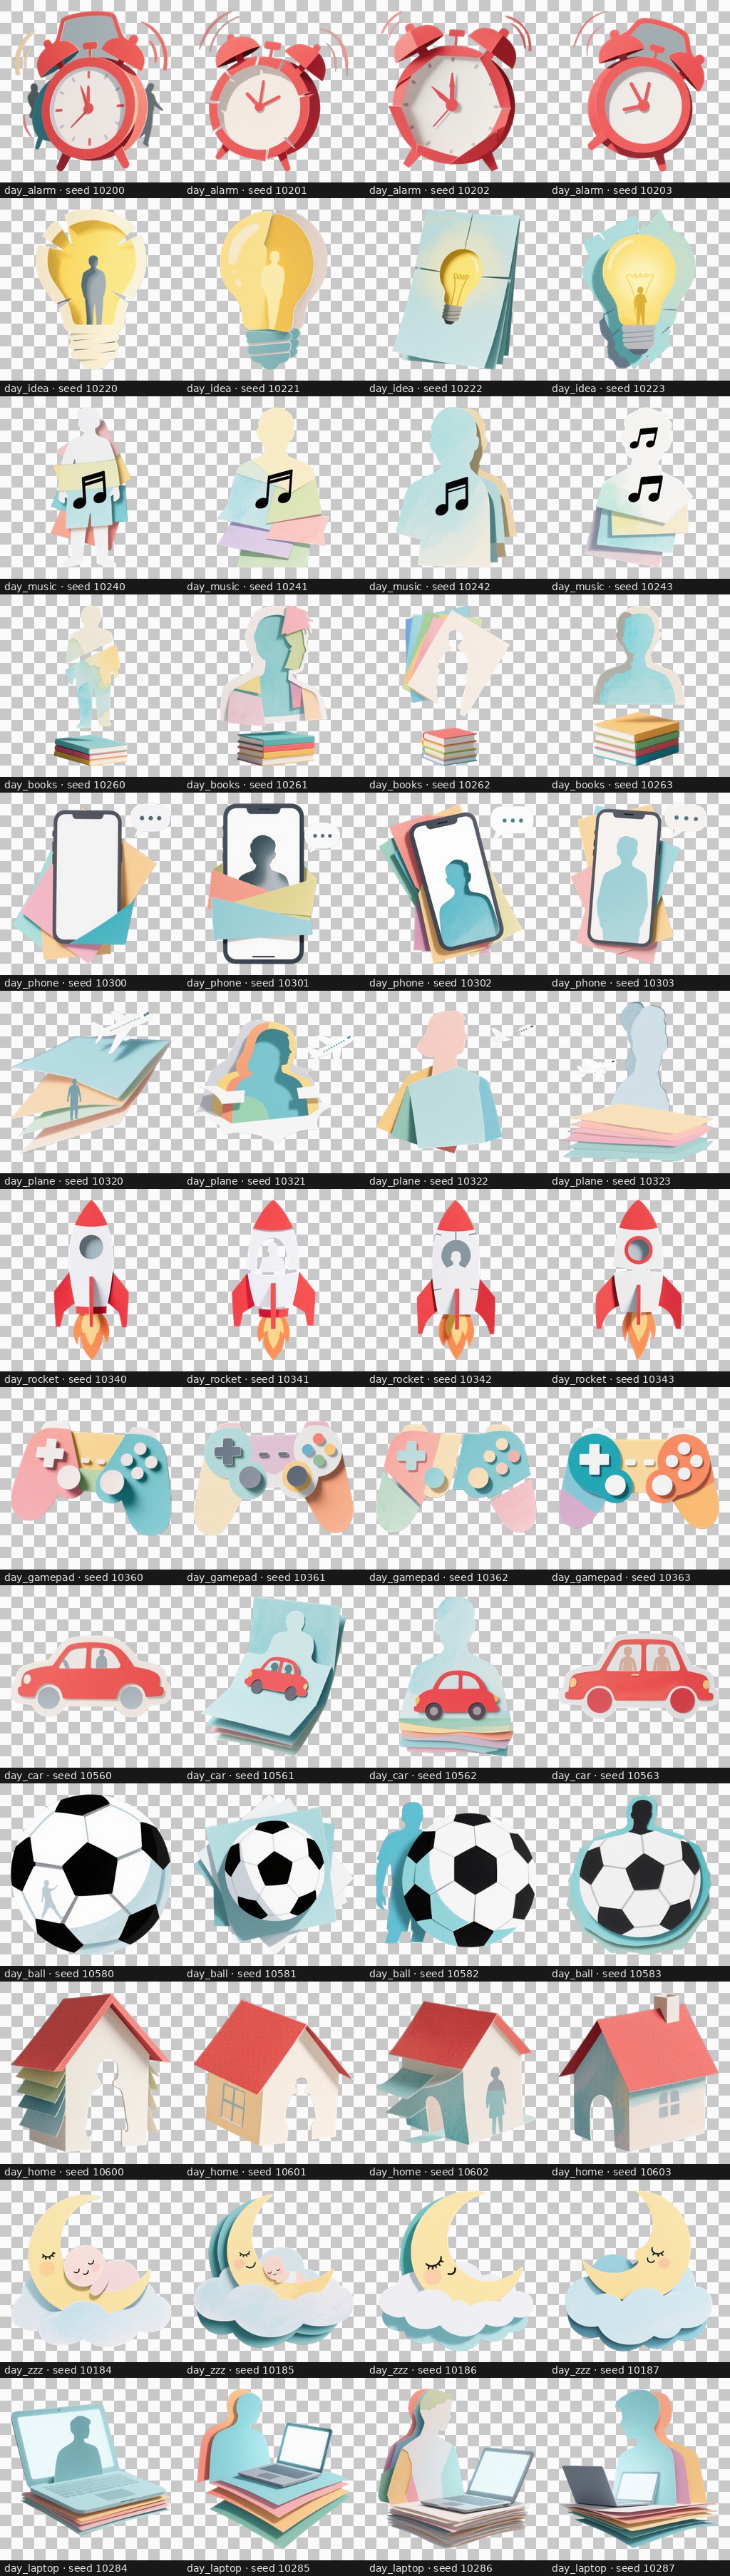 day_alarm · seed 10200
day_alarm · seed 10201
day_alarm · seed 10202
day_alarm · seed 10203
day_idea · seed 10220
day_idea · seed 10221
day_idea · seed 10222
day_idea · seed 10223
day_music · seed 10240
day_music · seed 10241
day_music · seed 10242
day_music · seed 10243
day_books · seed 10260
day_books · seed 10261
day_books · seed 10262
day_books · seed 10263
day_phone · seed 10300
day_phone · seed 10301
day_phone · seed 10302
day_phone · seed 10303
day_plane · seed 10320
day_plane · seed 10321
day_plane · seed 10322
day_plane · seed 10323
day_rocket · seed 10340
day_rocket · seed 10341
day_rocket · seed 10342
day_rocket · seed 10343
day_gamepad · seed 10360
day_gamepad · seed 10361
day_gamepad · seed 10362
day_gamepad · seed 10363
day_car · seed 10560
day_car · seed 10561
day_car · seed 10562
day_car · seed 10563
day_ball · seed 10580
day_ball · seed 10581
day_ball · seed 10582
day_ball · seed 10583
day_home · seed 10600
day_home · seed 10601
day_home · seed 10602
day_home · seed 10603
day_zzz · seed 10184
day_zzz · seed 10185
day_zzz · seed 10186
day_zzz · seed 10187
day_laptop · seed 10284
day_laptop · seed 10285
day_laptop · seed 10286
day_laptop · seed 10287